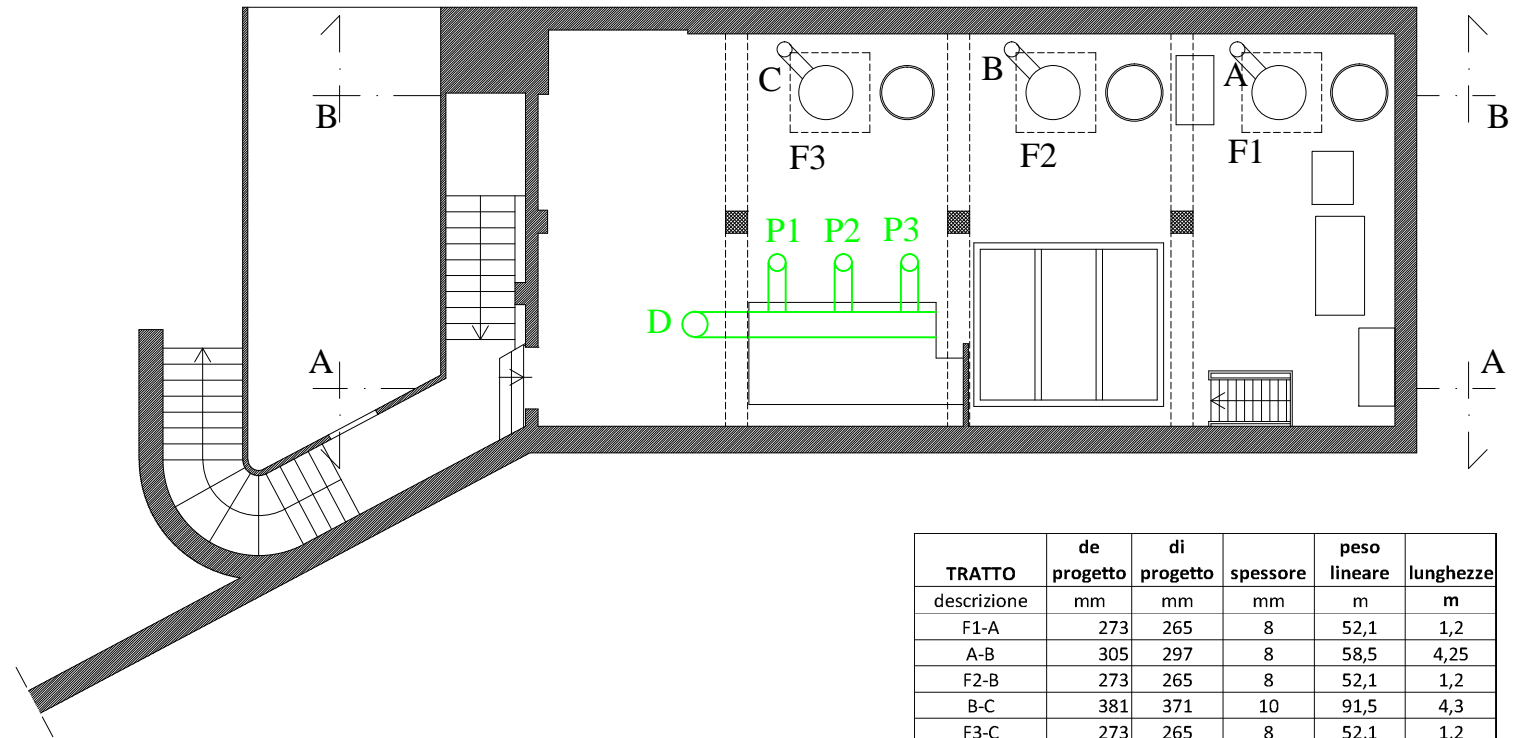 C
B
A
B
B
F3
F2
F1
P1
P2
P3
D
A
A
TRATTO de progetto di progetto spessore peso lineare lunghezze
descrizione mm mm mm m m
F1-A 273 265 8 52,1 1,2
A-B 305 297 8 58,5 4,25
F2-B 273 265 8 52,1 1,2
B-C 381 371 10 91,5 4,3
F3-C 273 265 8 52,1 1,2